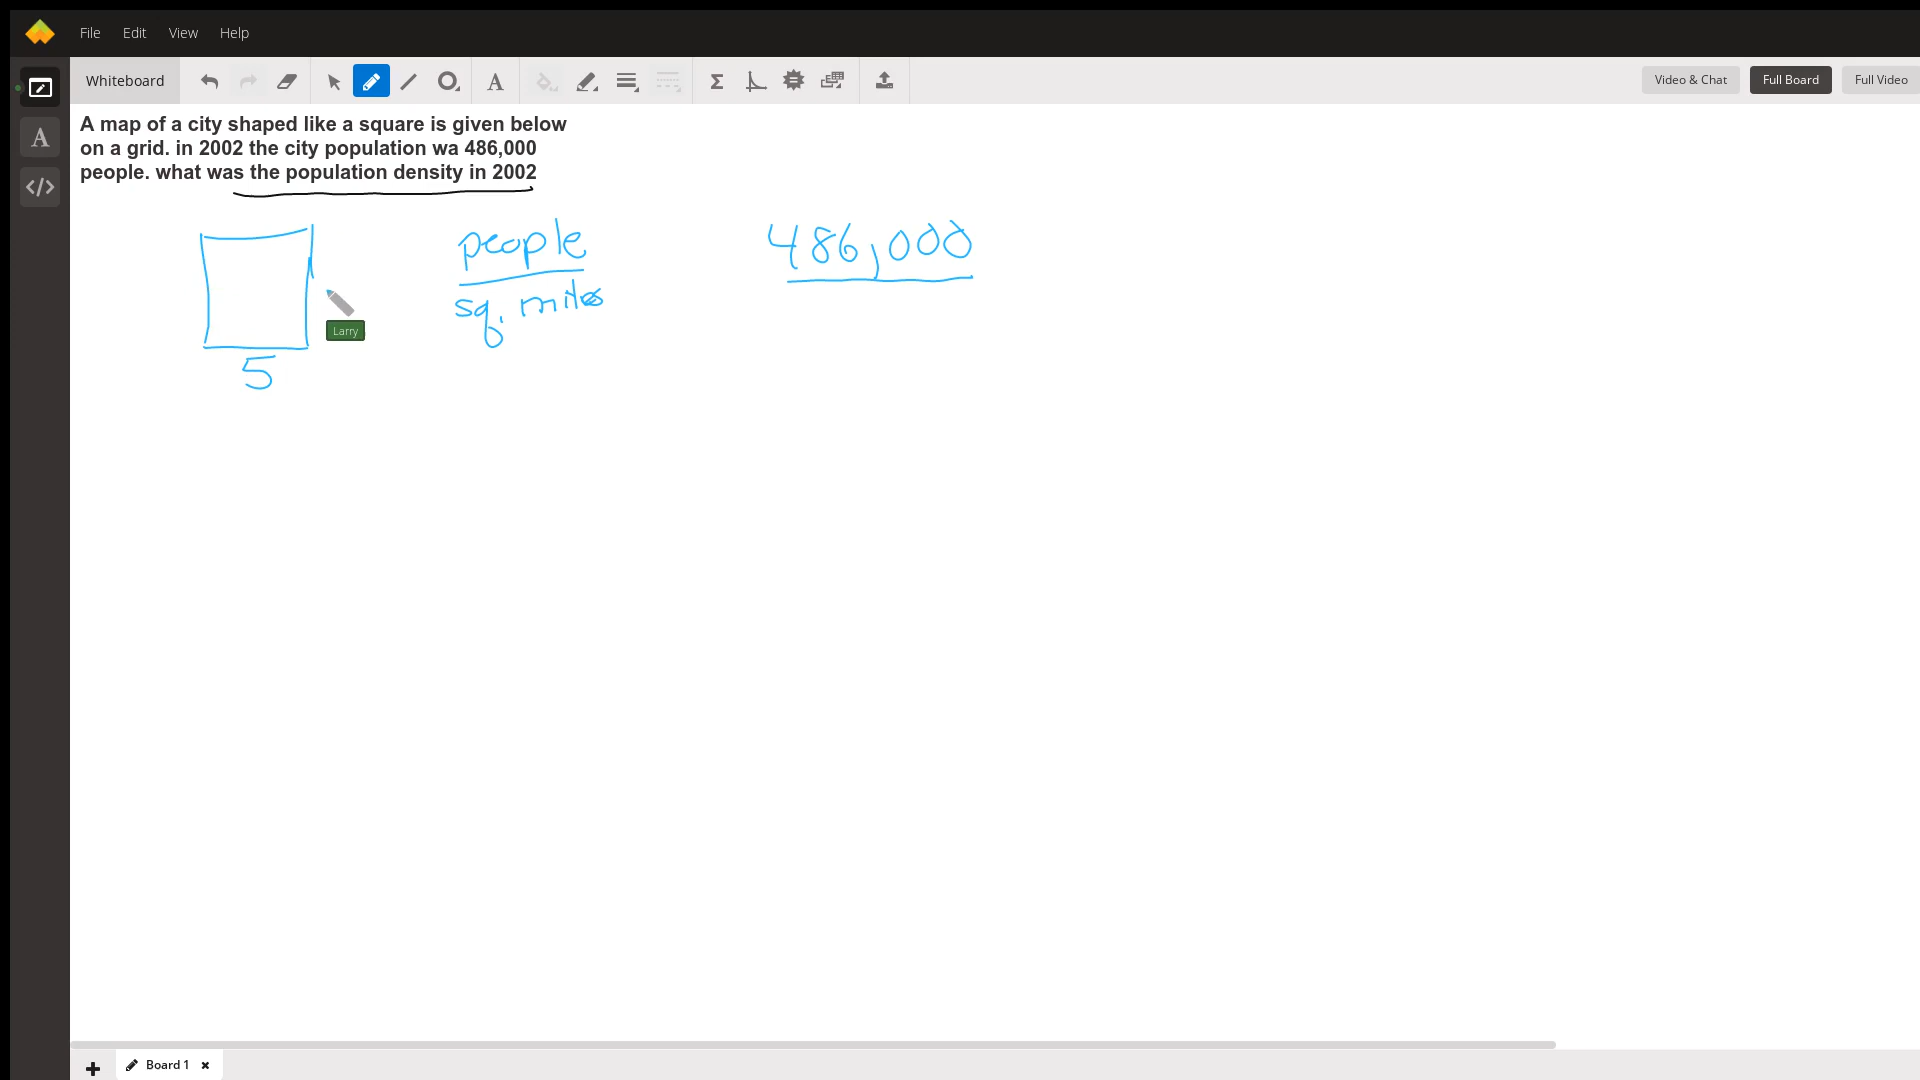 File Edit View Help
Whiteboard A Σ Video & Chat Full Board Full Video
A
</>
A map of a city shaped like a square is given below
on a grid. in 2002 the city population wa 486,000
people. what was the population density in 2002
people
sq. miles
486,000
Larry
5
Board 1